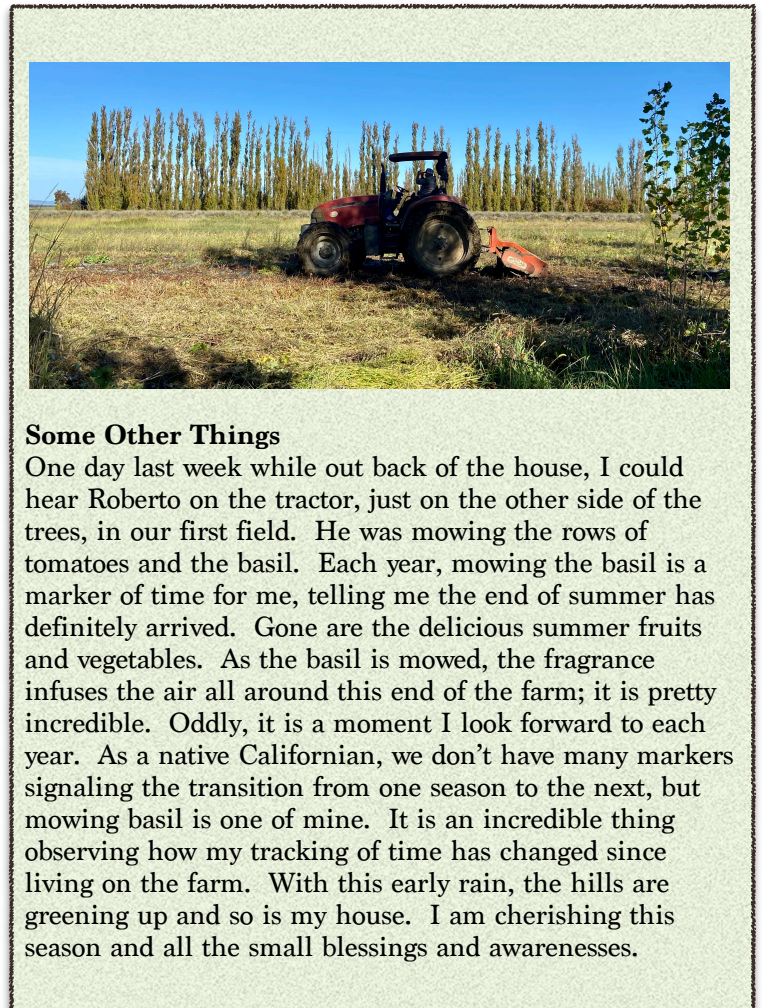 Some Other Things
One day last week while out back of the house, I could
hear Roberto on the tractor, just on the other side of the
trees, in our first field.  He was mowing the rows of
tomatoes and the basil.  Each year, mowing the basil is a
marker of time for me, telling me the end of summer has
definitely arrived.  Gone are the delicious summer fruits
and vegetables.  As the basil is mowed, the fragrance
infuses the air all around this end of the farm; it is pretty
incredible.  Oddly, it is a moment I look forward to each
year.  As a native Californian, we don’t have many markers
signaling the transition from one season to the next, but
mowing basil is one of mine.  It is an incredible thing
observing how my tracking of time has changed since
living on the farm.  With this early rain, the hills are
greening up and so is my house.  I am cherishing this
season and all the small blessings and awarenesses.